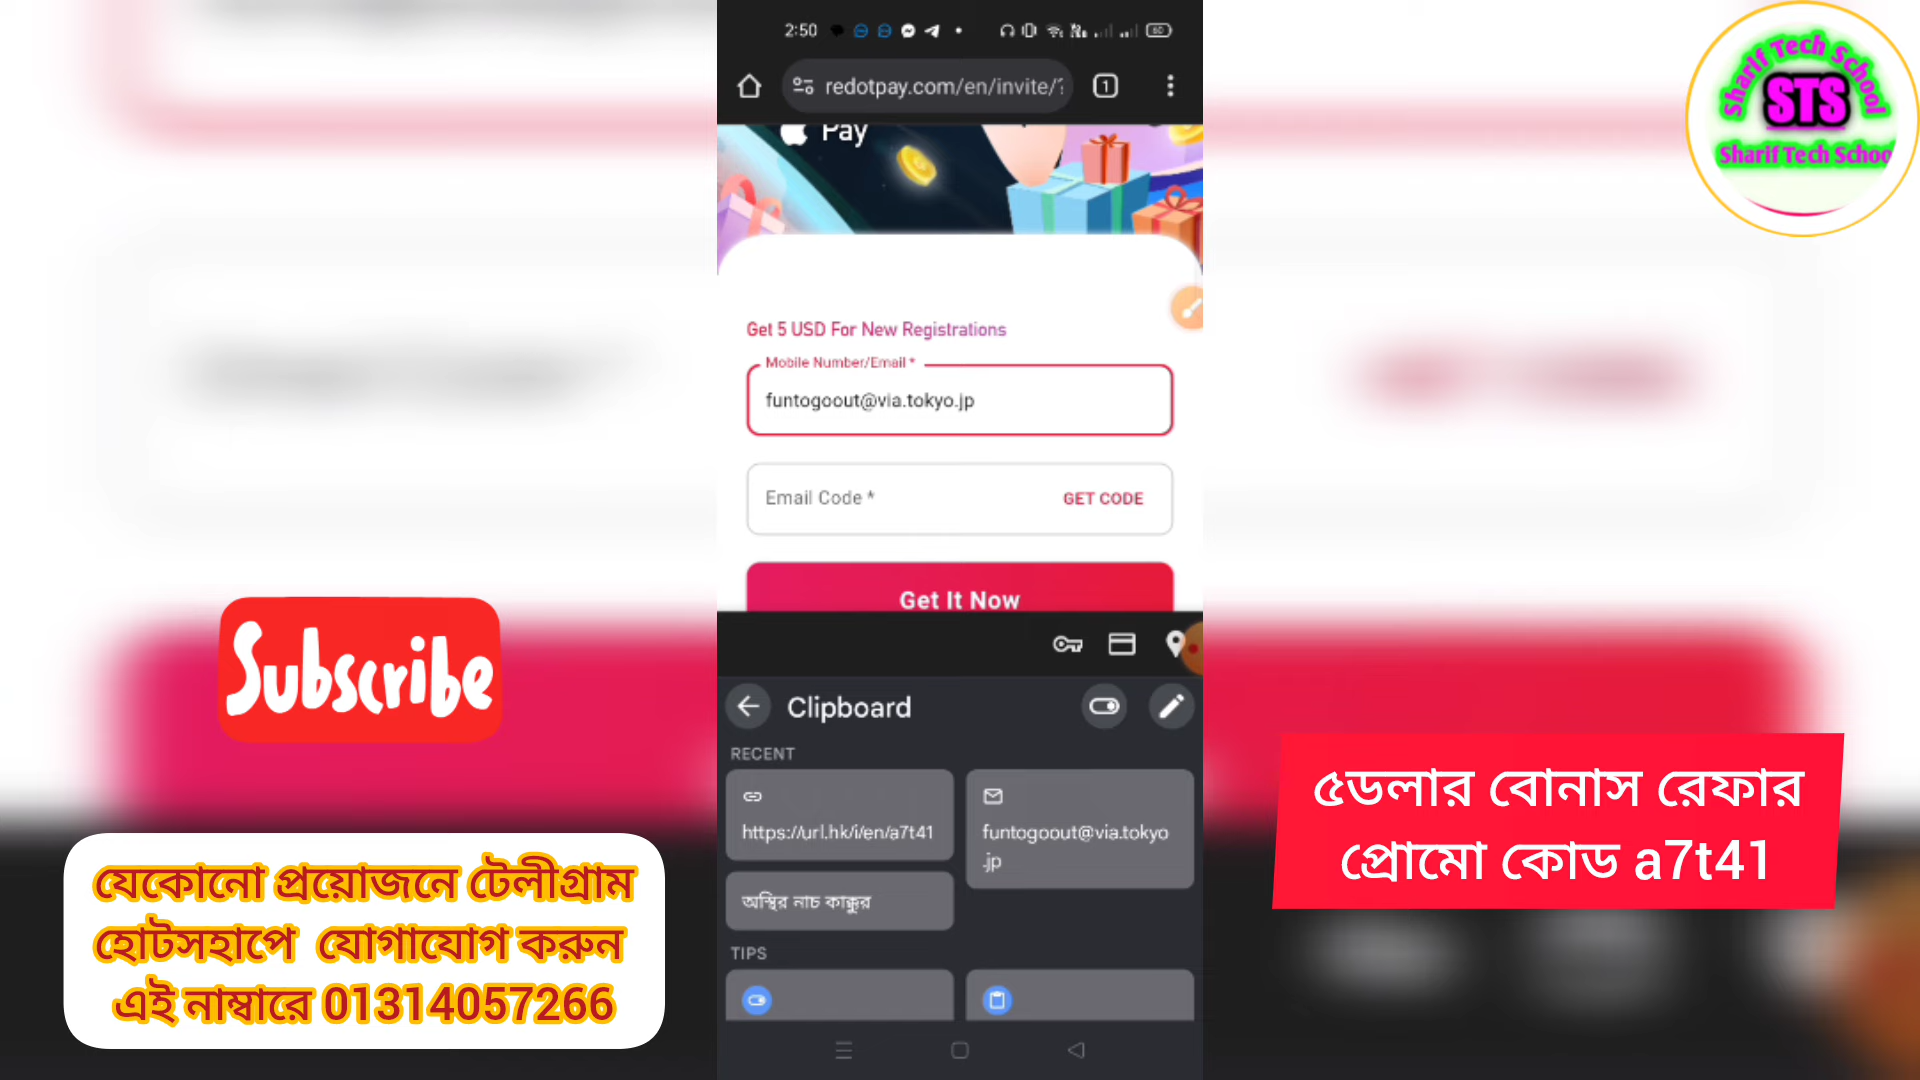 2:50
redotpay.com/en/invite/?
1
Pay
Get 5 USD For New Registrations
Mobile Number/Email *
funtogoout@via.tokyo.jp
Email Code *
GET CODE
Get It Now
Clipboard
RECENT
https://url.hk/i/en/a7t41
funtogoout@via.tokyo
.jp
অস্থির নাচ কাক্কুর
TIPS
Sharif Tech School
STS
Sharif Tech Schoo
Subscribe
যেকোনো প্রয়োজনে টেলীগ্রাম
হোটসহাপে যোগাযোগ করুন
এই নাম্বারে 01314057266
৫ডলার বোনাস রেফার
প্রোমো কোড a7t41